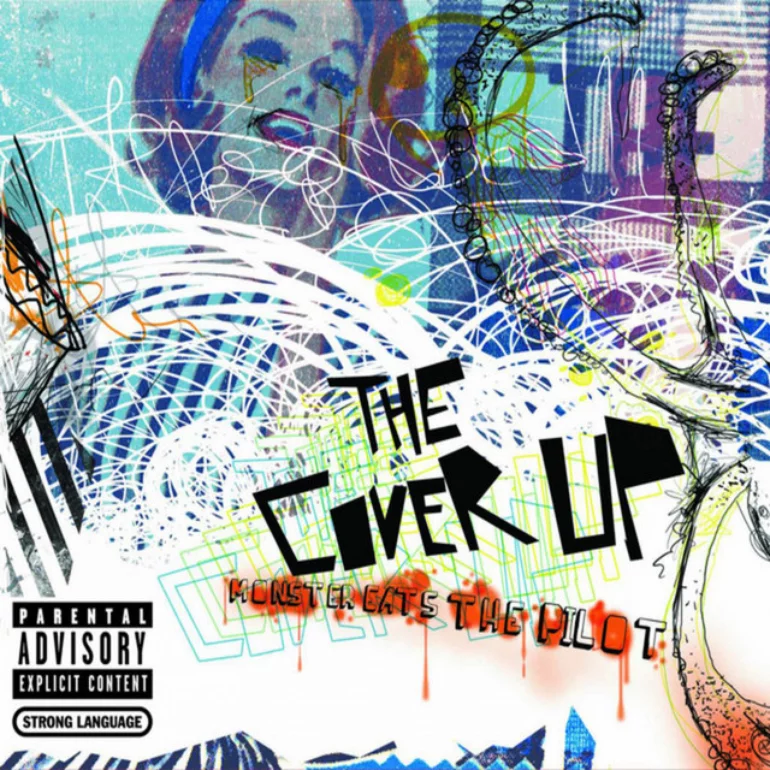 THE
COVER UP
MONSTER EATS THE PILOT
PARENTAL
ADVISORY
EXPLICIT CONTENT
STRONG LANGUAGE